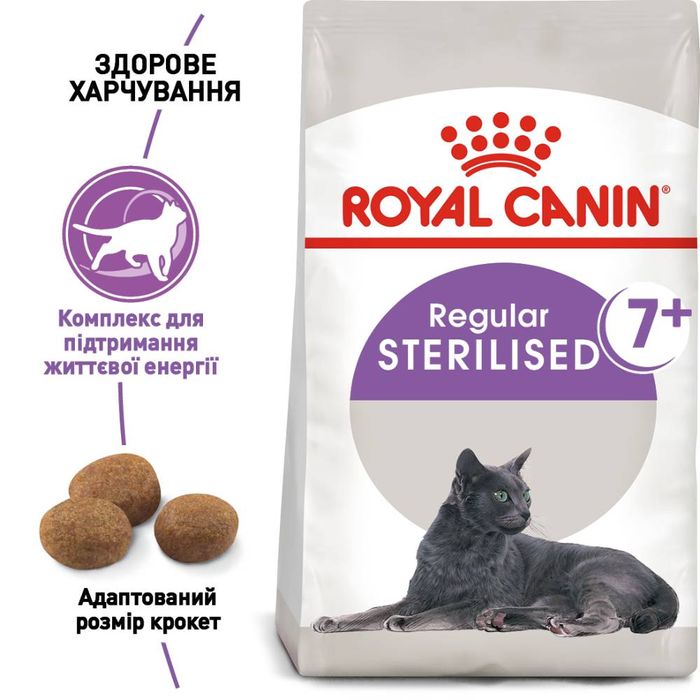 ЗДОРОВЕ
ХАРЧУВАННЯ
Комплекс для
підтримання
життєвої енергії
Адаптований
розмір крокет
ROYAL CANIN®
Regular
STERILISED
7+